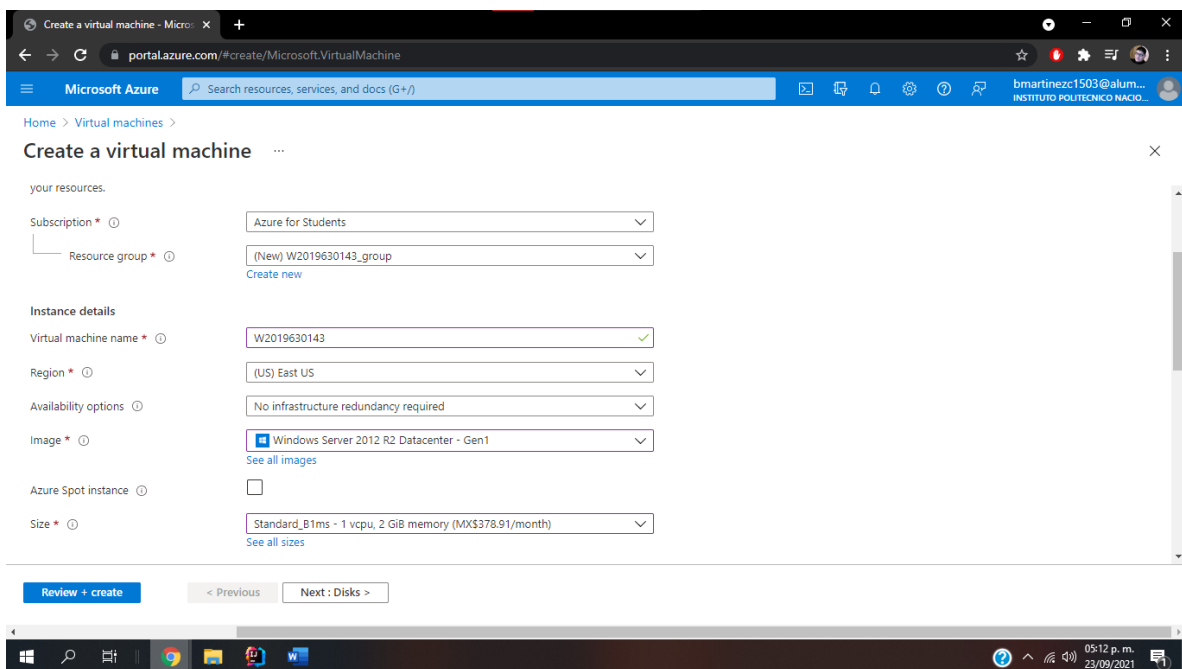 Create a virtual machine - Micros
portal.azure.com/#create/Microsoft.VirtualMachine
Microsoft Azure
Search resources, services, and docs (G+/)
bmartinezc1503@alum...
INSTITUTO POLITECNICO NACIO...
Home > Virtual machines >
Create a virtual machine ...
your resources.
Subscription * Azure for Students
Resource group * (New) W2019630143_group
Create new
Instance details
Virtual machine name * W2019630143
Region * (US) East US
Availability options No infrastructure redundancy required
Image * Windows Server 2012 R2 Datacenter - Gen1
See all images
Azure Spot instance
Size * Standard_B1ms - 1 vcpu, 2 GiB memory (MX$378.91/month)
See all sizes
Review + create < Previous Next : Disks >
05:12 p. m.
23/09/2021